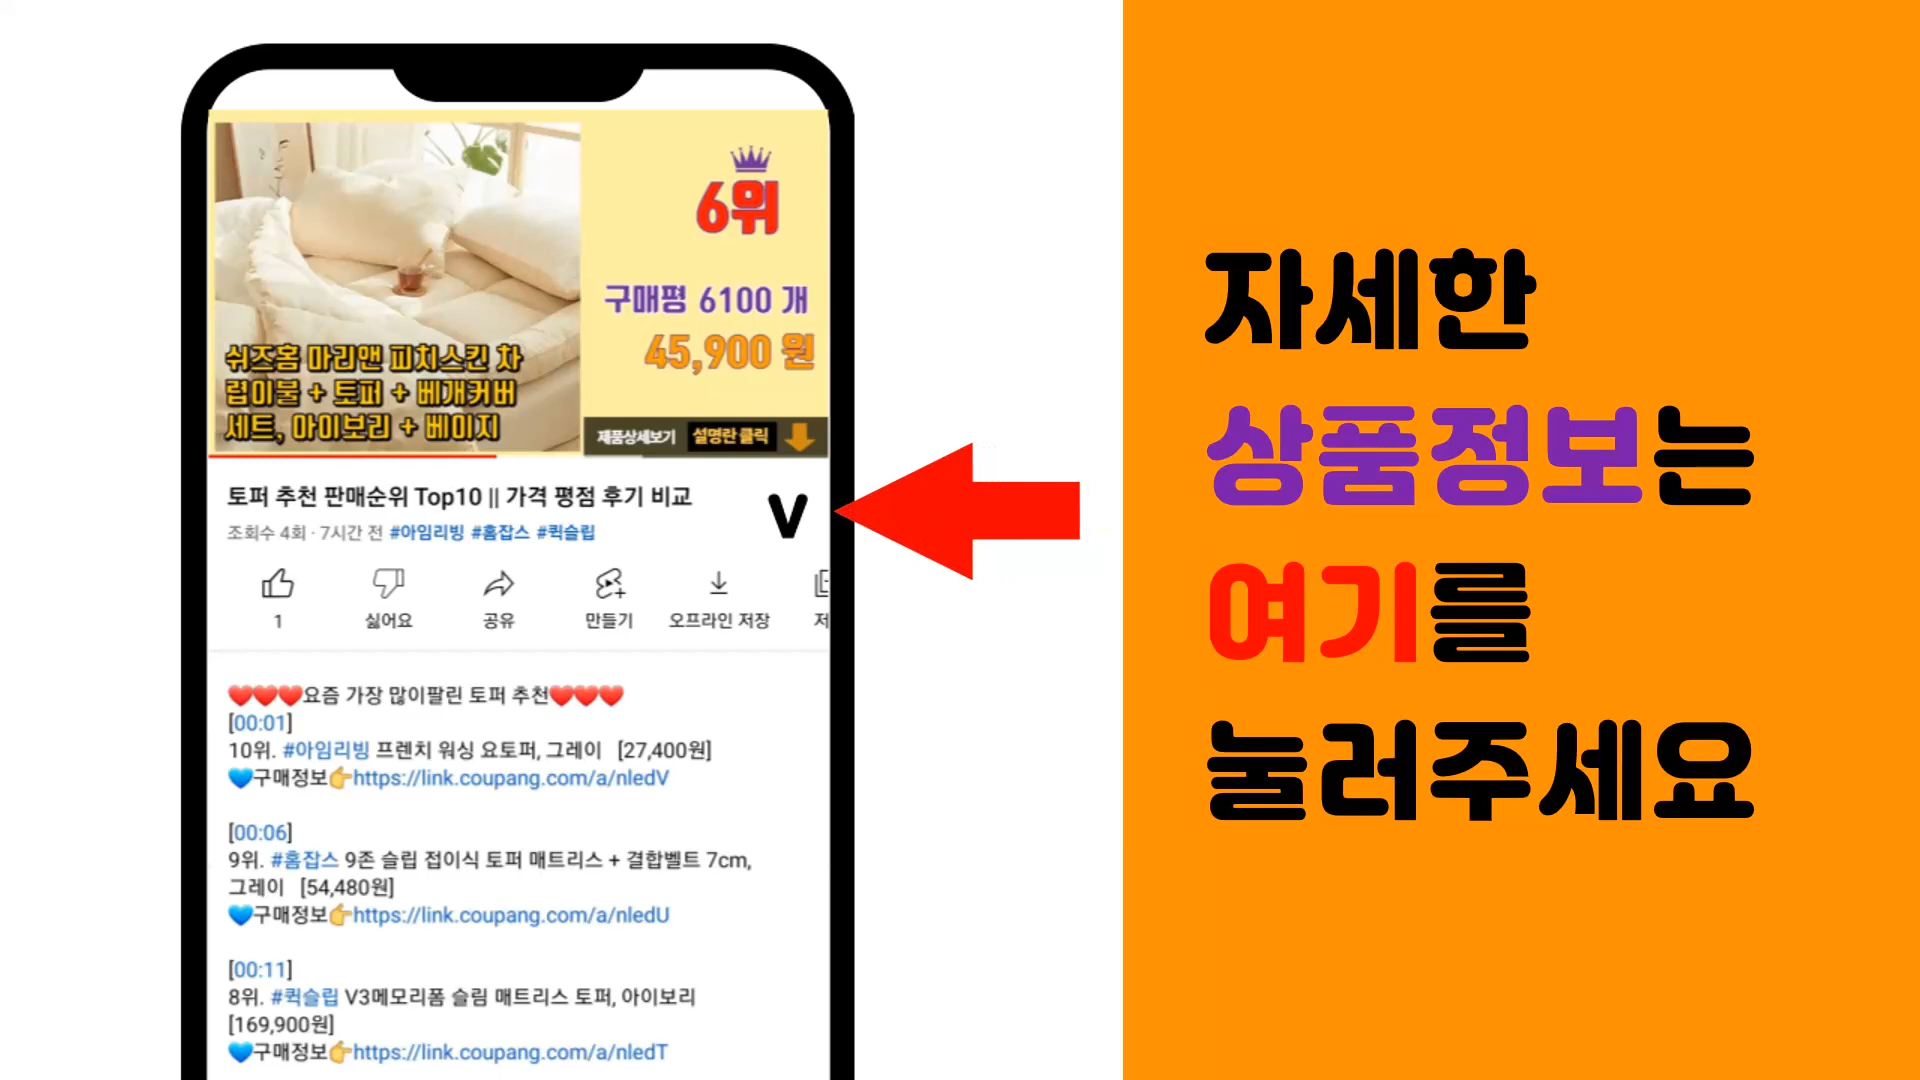 6위
구매평 6100 개
45,900 원
쉬즈홈 마리앤 피치스킨 차
렵이불 + 토퍼 + 베개커버
세트, 아이보리 + 베이지
제품상세보기 설명란 클릭
토퍼 추천 판매순위 Top10 || 가격 평점 후기 비교
V
조회수 4회 · 7시간 전 #아임리빙 #홈잡스 #퀵슬립
1 싫어요 공유 만들기 오프라인 저장 저
❤️❤️❤️요즘 가장 많이팔린 토퍼 추천❤️❤️❤️
[00:01]
10위. #아임리빙 프렌치 워싱 요토퍼, 그레이 [27,400원]
💙구매정보👉https://link.coupang.com/a/nledV
[00:06]
9위. #홈잡스 9존 슬립 접이식 토퍼 매트리스 + 결합벨트 7cm,
그레이 [54,480원]
💙구매정보👉https://link.coupang.com/a/nledU
[00:11]
8위. #퀵슬립 V3메모리폼 슬림 매트리스 토퍼, 아이보리
[169,900원]
💙구매정보👉https://link.coupang.com/a/nledT
자세한
상품정보는
여기를
눌러주세요